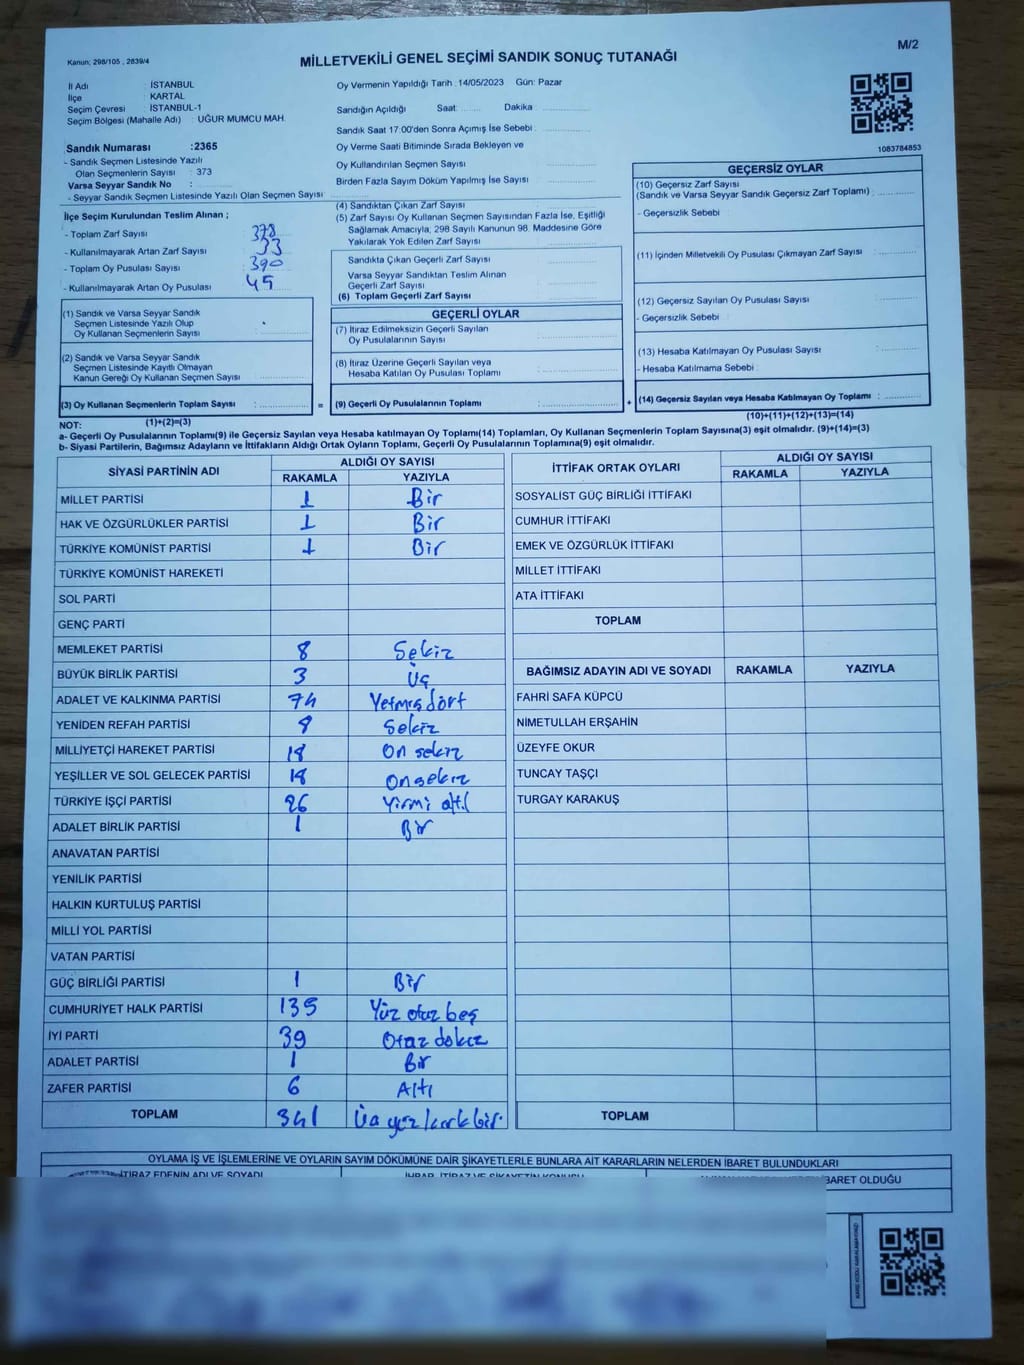 M/2
Kanun; 298/105 , 2839/4
MİLLETVEKİLİ GENEL SEÇİMİ SANDIK SONUÇ TUTANAĞI
İl Adı : İSTANBUL
İlçe : KARTAL
Seçim Çevresi : İSTANBUL-1
Seçim Bölgesi (Mahalle Adı) : UĞUR MUMCU MAH.
Sandık Numarası :2365
- Sandık Seçmen Listesinde Yazılı
Olan Seçmenlerin Sayısı : 373
Varsa Seyyar Sandık No :
- Seyyar Sandık Seçmen Listesinde Yazılı Olan Seçmen Sayısı :
İlçe Seçim Kurulundan Teslim Alınan ;
- Toplam Zarf Sayısı : 378
- Kullanılmayarak Artan Zarf Sayısı : 33
- Toplam Oy Pusulası Sayısı : 390
- Kullanılmayarak Artan Oy Pusulası : 45
(1) Sandık ve Varsa Seyyar Sandık
Seçmen Listesinde Yazılı Olup
Oy Kullanan Seçmenlerin Sayısı :
(2) Sandık ve Varsa Seyyar Sandık
Seçmen Listesinde Kayıtlı Olmayan
Kanun Gereği Oy Kullanan Seçmen Sayısı :
(3) Oy Kullanan Seçmenlerin Toplam Sayısı :
(1)+(2)=(3)
Oy Vermenin Yapıldığı Tarih : 14/05/2023 Gün: Pazar
Sandığın Açıldığı Saat: Dakika
Sandık Saat 17.00'den Sonra Açımış İse Sebebi :
Oy Verme Saati Bitiminde Sırada Bekleyen ve
Oy Kullandırılan Seçmen Sayısı
Birden Fazla Sayım Döküm Yapılmış İse Sayısı :
(4) Sandıktan Çıkan Zarf Sayısı :
(5) Zarf Sayısı Oy Kullanan Seçmen Sayısından Fazla İse, Eşitliği
Sağlamak Amacıyla, 298 Sayılı Kanunun 98. Maddesine Göre
Yakılarak Yok Edilen Zarf Sayısı :
Sandıkta Çıkan Geçerli Zarf Sayısı :
Varsa Seyyar Sandıktan Teslim Alınan
Geçerli Zarf Sayısı :
(6) Toplam Geçerli Zarf Sayısı :
GEÇERLİ OYLAR
(7) İtiraz Edilmeksizin Geçerli Sayılan
Oy Pusulalarının Sayısı :
(8) İtiraz Üzerine Geçerli Sayılan veya
Hesaba Katılan Oy Pusulası Toplamı :
= (9) Geçerli Oy Pusulalarının Toplamı :
1083784853
GEÇERSİZ OYLAR
(10) Geçersiz Zarf Sayısı
(Sandık ve Varsa Seyyar Sandık Geçersiz Zarf Toplamı) :
- Geçersizlik Sebebi
(11) İçinden Milletvekili Oy Pusulası Çıkmayan Zarf Sayısı :
(12) Geçersiz Sayılan Oy Pusulası Sayısı :
- Geçersizlik Sebebi :
(13) Hesaba Katılmayan Oy Pusulası Sayısı :
- Hesaba Katılmama Sebebi :
+ (14) Geçersiz Sayılan veya Hesaba Katılmayan Oy Toplamı :
(10)+(11)+(12)+(13)=(14)
NOT:
a- Geçerli Oy Pusulalarının Toplamı(9) ile Geçersiz Sayılan veya Hesaba katılmayan Oy Toplamı(14) Toplamları, Oy Kullanan Seçmenlerin Toplam Sayısına(3) eşit olmalıdır. (9)+(14)=(3)
b- Siyasi Partilerin, Bağımsız Adayların ve İttifakların Aldığı Ortak Oyların Toplamı, Geçerli Oy Pusulalarının Toplamına(9) eşit olmalıdır.
SİYASİ PARTİNİN ADI ALDIĞI OY SAYISI
RAKAMLA YAZIYLA
MİLLET PARTİSİ 1 Bir
HAK VE ÖZGÜRLÜKLER PARTİSİ 1 Bir
TÜRKİYE KOMÜNİST PARTİSİ 1 Bir
TÜRKİYE KOMÜNİST HAREKETİ
SOL PARTİ
GENÇ PARTİ
MEMLEKET PARTİSİ 8 Sekiz
BÜYÜK BİRLİK PARTİSİ 3 Üç
ADALET VE KALKINMA PARTİSİ 74 Yetmiş dört
YENİDEN REFAH PARTİSİ 8 Sekiz
MİLLİYETÇİ HAREKET PARTİSİ 18 On sekiz
YEŞİLLER VE SOL GELECEK PARTİSİ 18 Onsekiz
TÜRKİYE İŞÇİ PARTİSİ 26 Yirmi altı
ADALET BİRLİK PARTİSİ 1 Bir
ANAVATAN PARTİSİ
YENİLİK PARTİSİ
HALKIN KURTULUŞ PARTİSİ
MİLLİ YOL PARTİSİ
VATAN PARTİSİ
GÜÇ BİRLİĞİ PARTİSİ 1 Bir
CUMHURİYET HALK PARTİSİ 135 Yüz otuz beş
İYİ PARTİ 39 Otuz dokuz
ADALET PARTİSİ 1 Bir
ZAFER PARTİSİ 6 Altı
TOPLAM 341 Üç yüz kırk bir
İTTİFAK ORTAK OYLARI ALDIĞI OY SAYISI
RAKAMLA YAZIYLA
SOSYALİST GÜÇ BİRLİĞİ İTTİFAKI
CUMHUR İTTİFAKI
EMEK VE ÖZGÜRLÜK İTTİFAKI
MİLLET İTTİFAKI
ATA İTTİFAKI
TOPLAM
BAĞIMSIZ ADAYIN ADI VE SOYADI RAKAMLA YAZIYLA
FAHRİ SAFA KÜPCÜ
NİMETULLAH ERŞAHİN
ÜZEYFE OKUR
TUNCAY TAŞÇI
TURGAY KARAKUŞ
TOPLAM
OYLAMA İŞ VE İŞLEMLERİNE VE OYLARIN SAYIM DÖKÜMÜNE DAİR ŞİKAYETLERLE BUNLARA AİT KARARLARIN NELERDEN İBARET BULUNDUKLARI
İTİRAZ EDENİN ADI VE SOYADI
BARET OLDUĞU